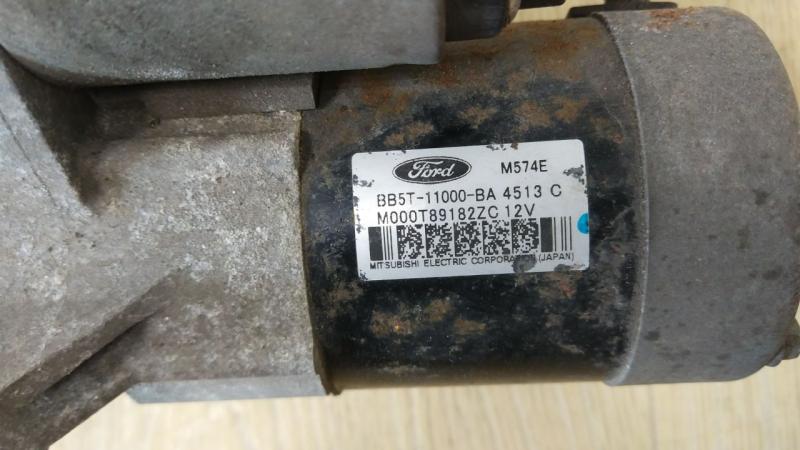 Ford M574E
BB5T-11000-BA 4513 C
M000T89182ZC 12V
MITSUBISHI ELECTRIC CORPORATION (JAPAN)